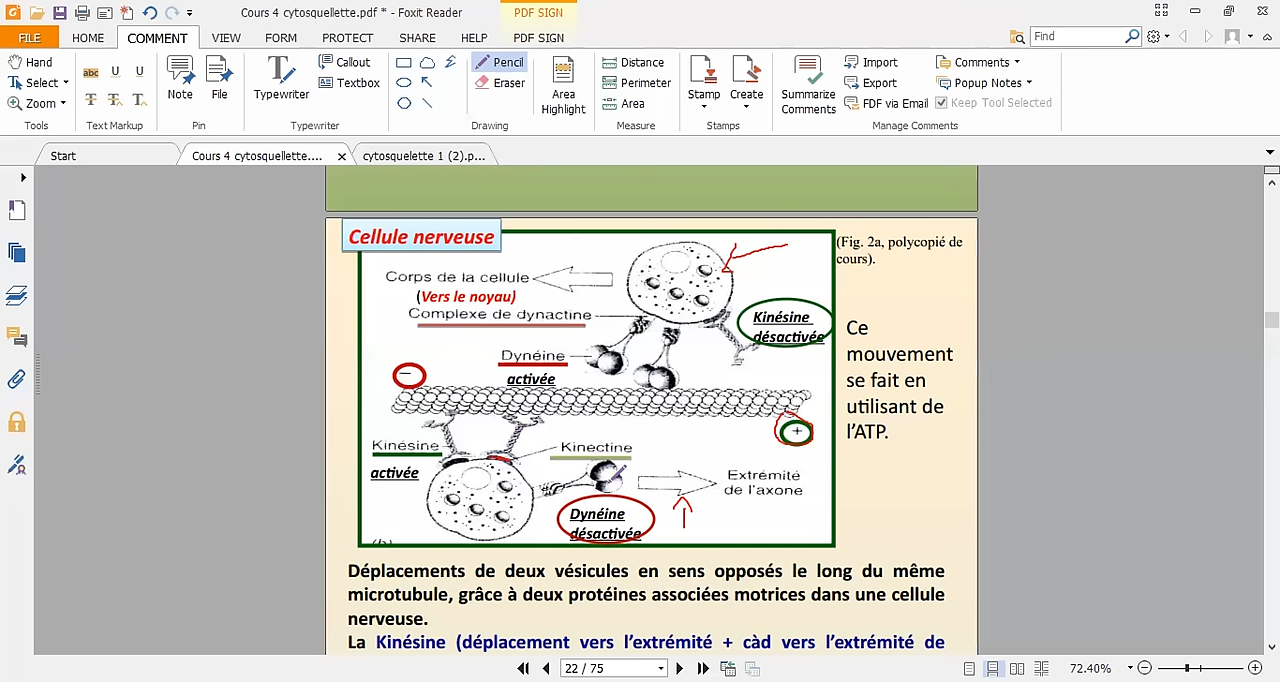 Cours 4 cytosquellette.pdf * - Foxit Reader
PDF SIGN
FILE
HOME
COMMENT
VIEW
FORM
PROTECT
SHARE
HELP
PDF SIGN
Find
Hand
Select
Zoom
Tools
abc U U
T T T
Text Markup
Note
File
Pin
Typewriter
Callout
Textbox
Typewriter
Pencil
Eraser
Drawing
Area
Highlight
Distance
Perimeter
Area
Measure
Stamp
Create
Stamps
Summarize
Comments
Import
Export
FDF via Email
Comments
Popup Notes
Keep Tool Selected
Manage Comments
Start
Cours 4 cytosquellette....
cytosquelette 1 (2).p...
Cellule nerveuse
(Fig. 2a, polycopié de
cours).
Corps de la cellule
(Vers le noyau)
Complexe de dynactine
Kinésine
désactivée
Dynéine
activée
−
+
Ce
mouvement
se fait en
utilisant de
l’ATP.
Kinésine
activée
Kinectine
Extrémité
de l'axone
Dynéine
désactivée
Déplacements de deux vésicules en sens opposés le long du même
microtubule, grâce à deux protéines associées motrices dans une cellule
nerveuse.
La Kinésine (déplacement vers l’extrémité + càd vers l’extrémité de
22 / 75
72.40%